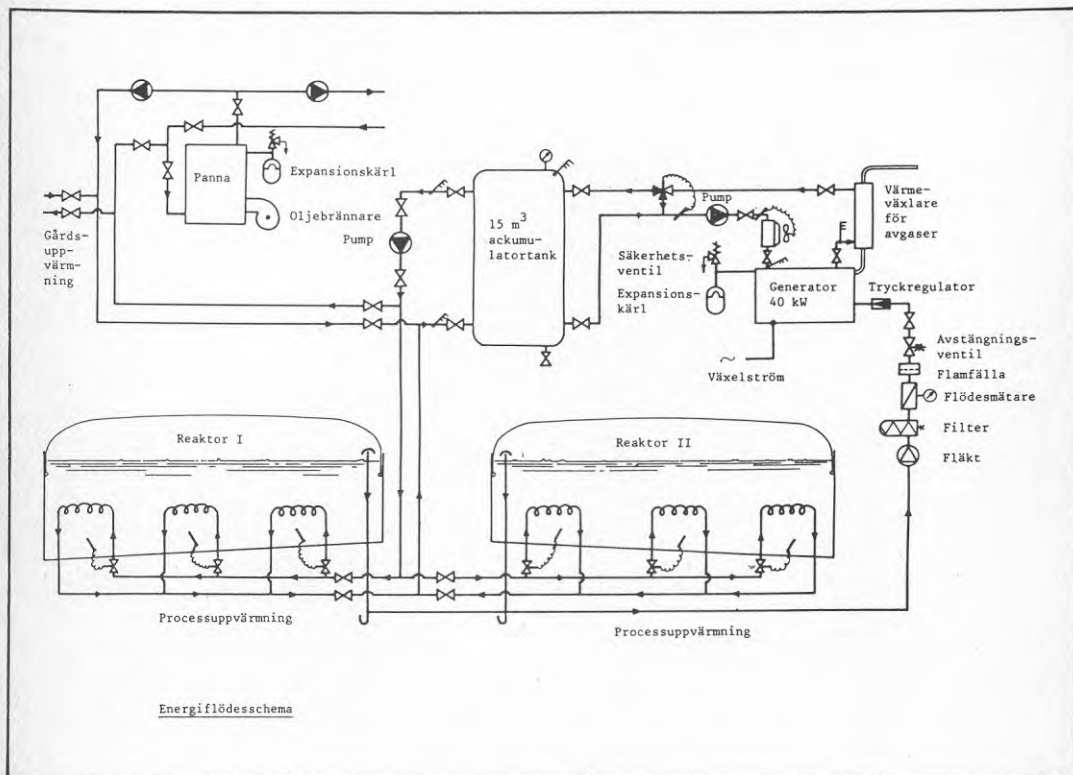 Panna
Expansionskärl
Oljebrännare
Pump
Gårds-
upp-
värm-
ning
15 m³
ackumu-
latortank
Pump
Säkerhets-
ventil
Expansions-
kärl
Generator
40 kW
Värme-
växlare
för
avgaser
Tryckregulator
Avstängnings-
ventil
Flamfälla
Flödesmätare
Filter
Fläkt
~
Växelström
Reaktor I
Reaktor II
Processuppvärmning
Processuppvärmning
Energiflödesschema